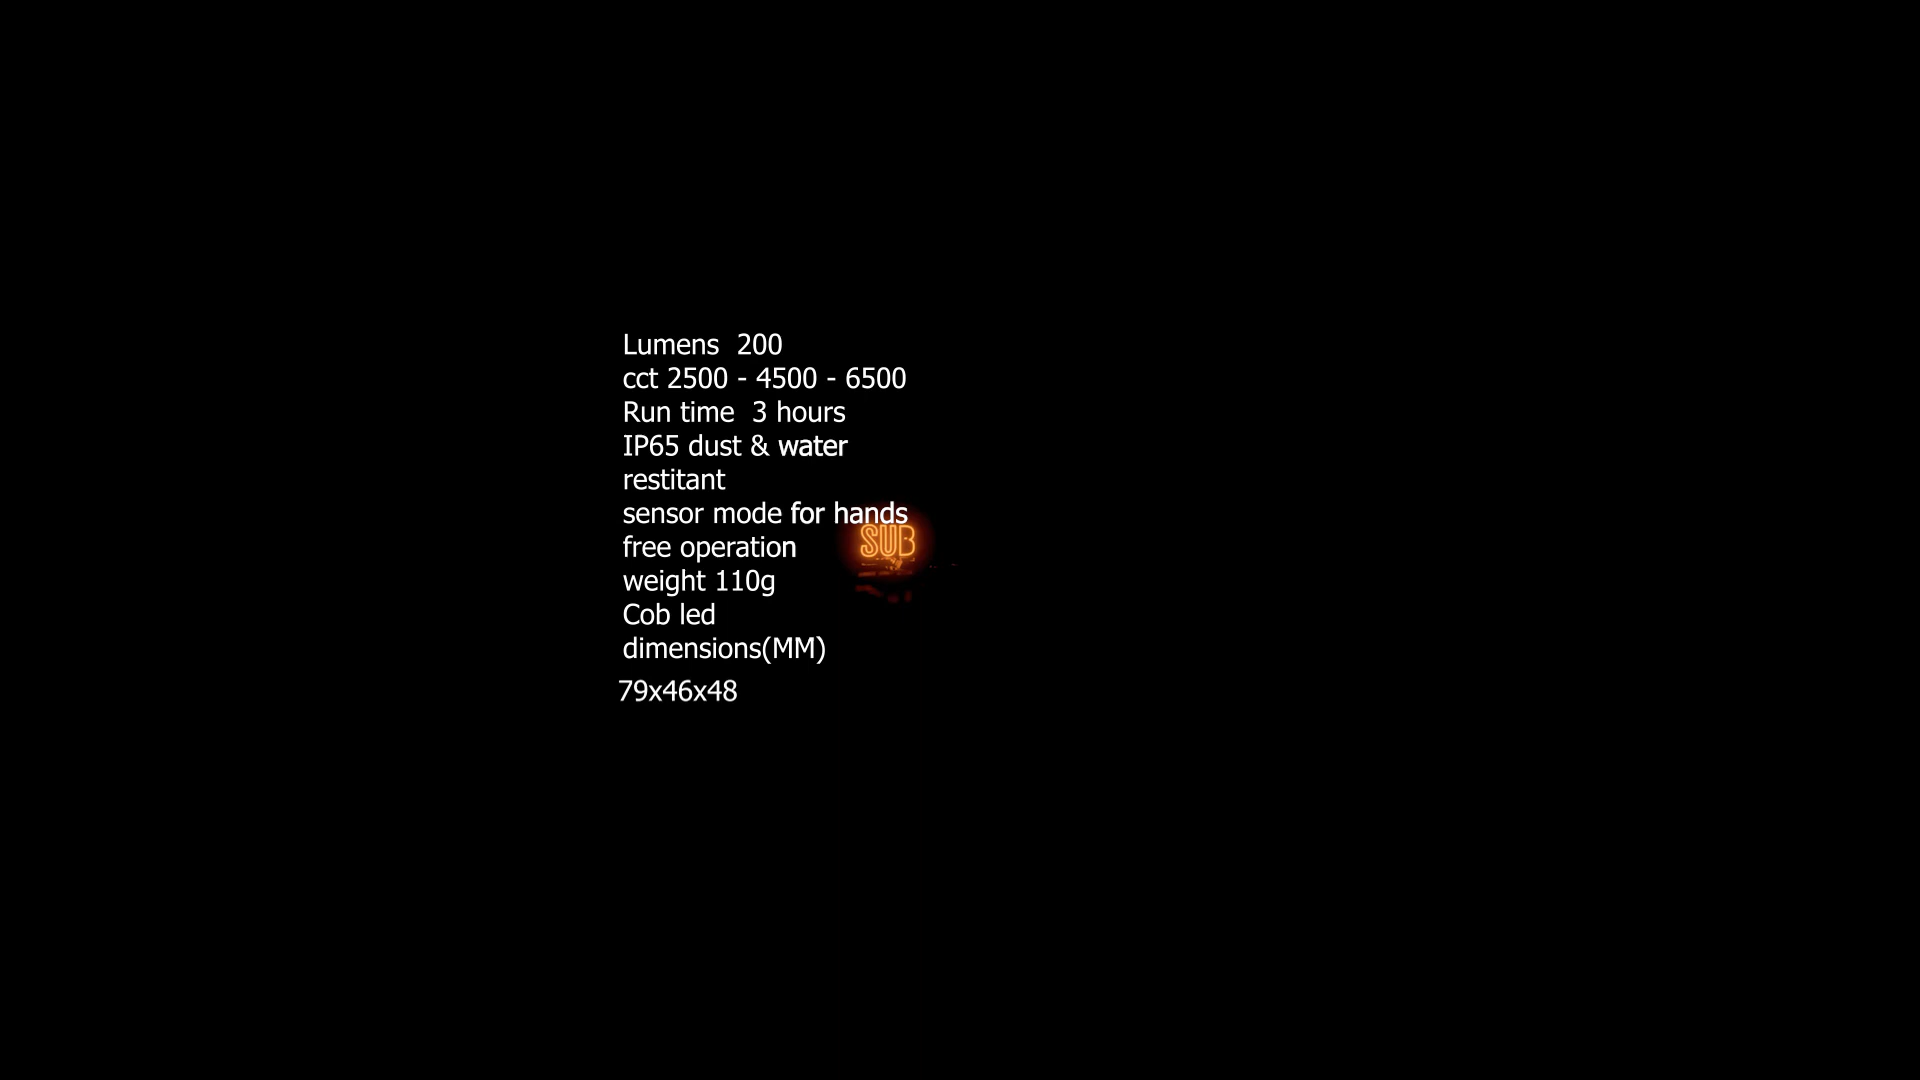 Lumens  200
cct 2500 - 4500 - 6500
Run time  3 hours
IP65 dust & water
restitant
sensor mode for hands
SUB
free operation
weight 110g
Cob led
dimensions(MM)
79x46x48